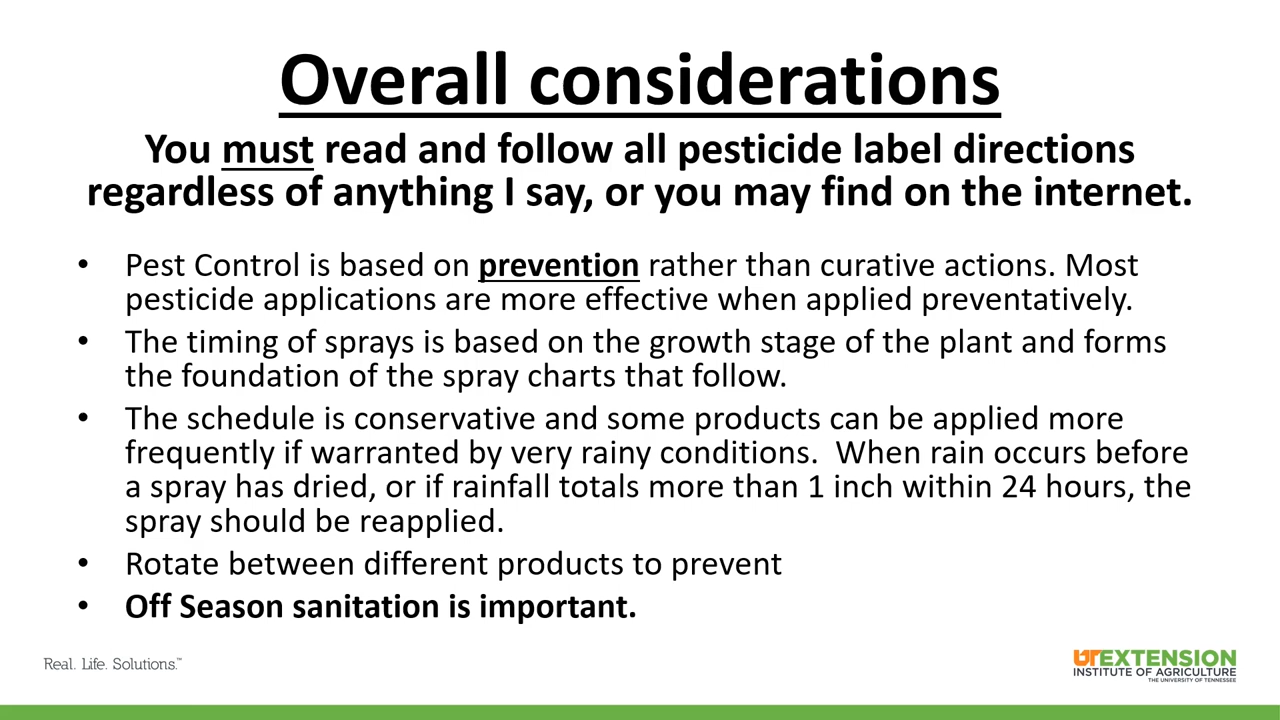 Overall considerations
You must read and follow all pesticide label directions
regardless of anything I say, or you may find on the internet.
• Pest Control is based on prevention rather than curative actions. Most
pesticide applications are more effective when applied preventatively.
• The timing of sprays is based on the growth stage of the plant and forms
the foundation of the spray charts that follow.
• The schedule is conservative and some products can be applied more
frequently if warranted by very rainy conditions.  When rain occurs before
a spray has dried, or if rainfall totals more than 1 inch within 24 hours, the
spray should be reapplied.
• Rotate between different products to prevent
• Off Season sanitation is important.
Real. Life. Solutions.™
UT EXTENSION
INSTITUTE OF AGRICULTURE
THE UNIVERSITY OF TENNESSEE